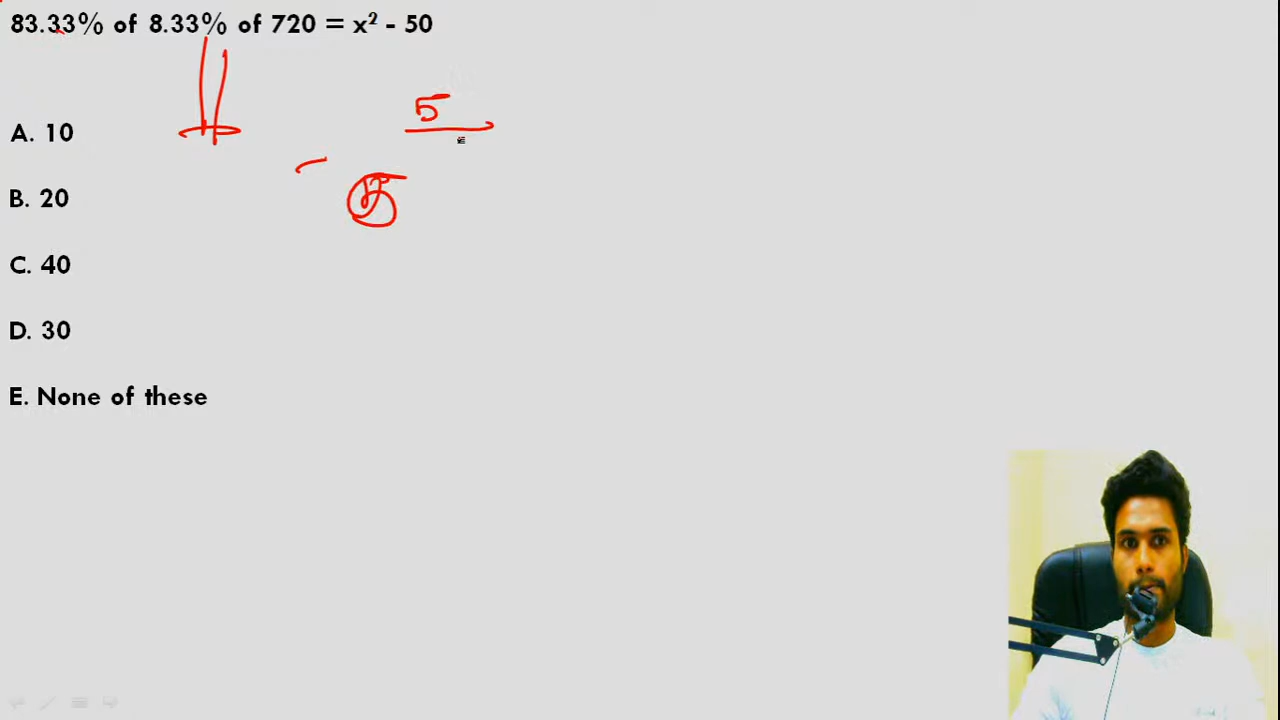 83.33% of 8.33% of 720 = x² - 50
5
A. 10
B. 20
C. 40
D. 30
E. None of these